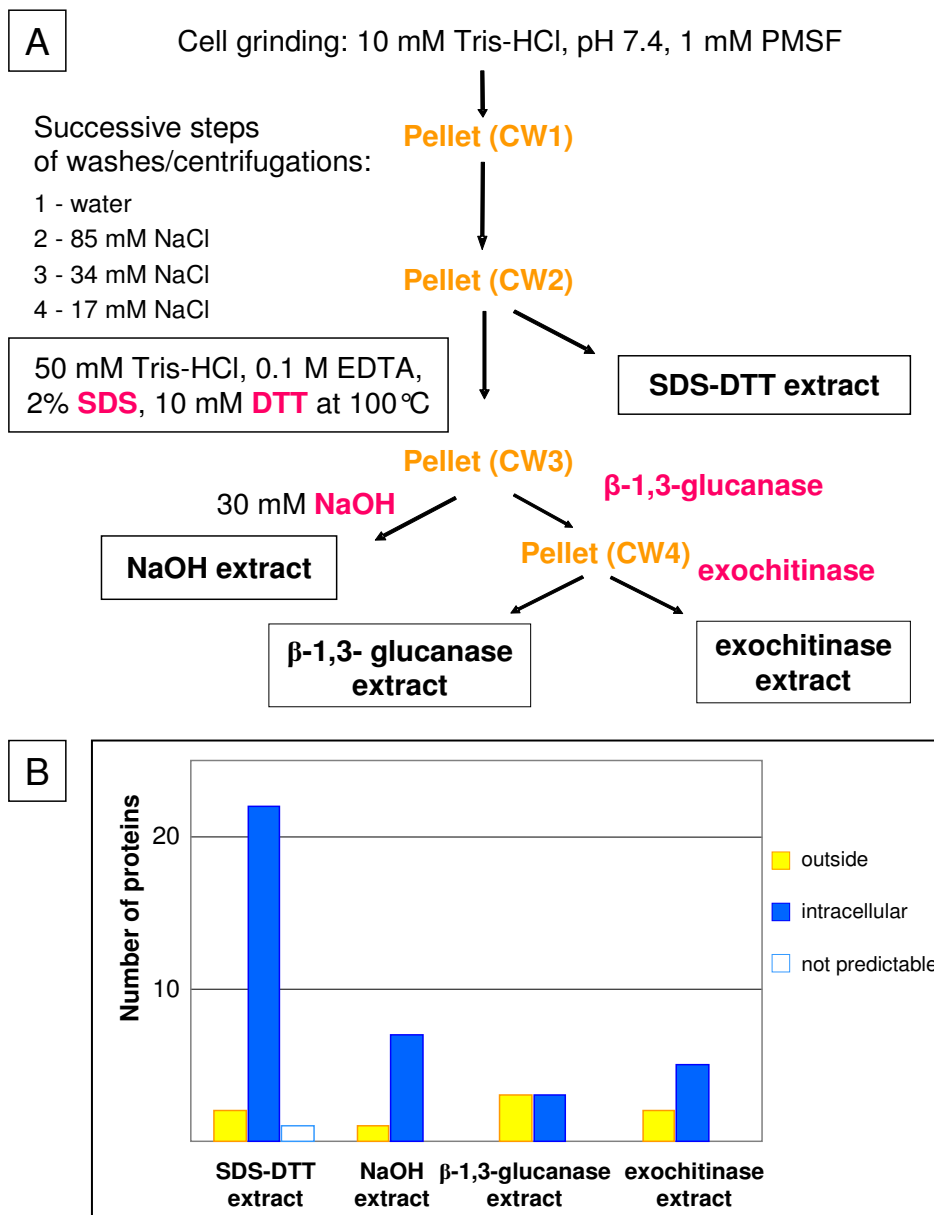 A
Cell grinding: 10 mM Tris-HCl, pH 7.4, 1 mM PMSF
Successive steps
of washes/centrifugations:
1 - water
2 - 85 mM NaCl
3 - 34 mM NaCl
4 - 17 mM NaCl
Pellet (CW1)
Pellet (CW2)
50 mM Tris-HCl, 0.1 M EDTA,
2% SDS, 10 mM DTT at 100°C
SDS-DTT extract
Pellet (CW3)
β-1,3-glucanase
30 mM NaOH
NaOH extract
Pellet (CW4)
exochitinase
β-1,3- glucanase
extract
exochitinase
extract
B
Number of proteins
20
10
outside
intracellular
not predictable
SDS-DTT
extract
NaOH
extract
β-1,3-glucanase
extract
exochitinase
extract